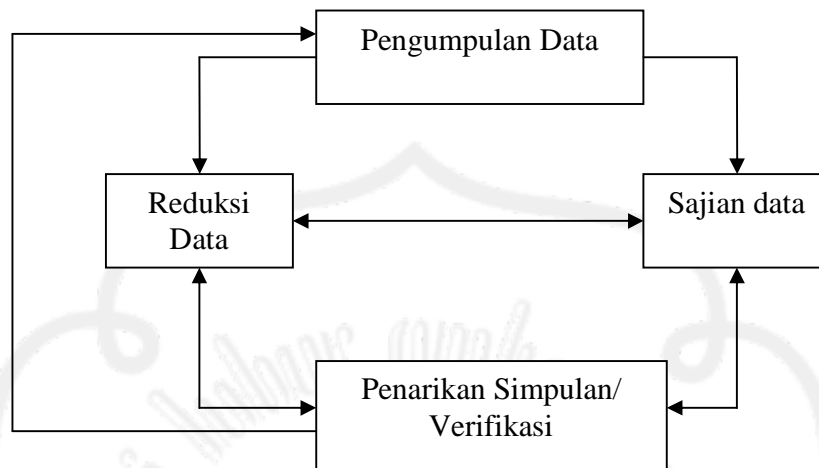 Pengumpulan Data
Reduksi
Data
Sajian data
Penarikan Simpulan/
Verifikasi